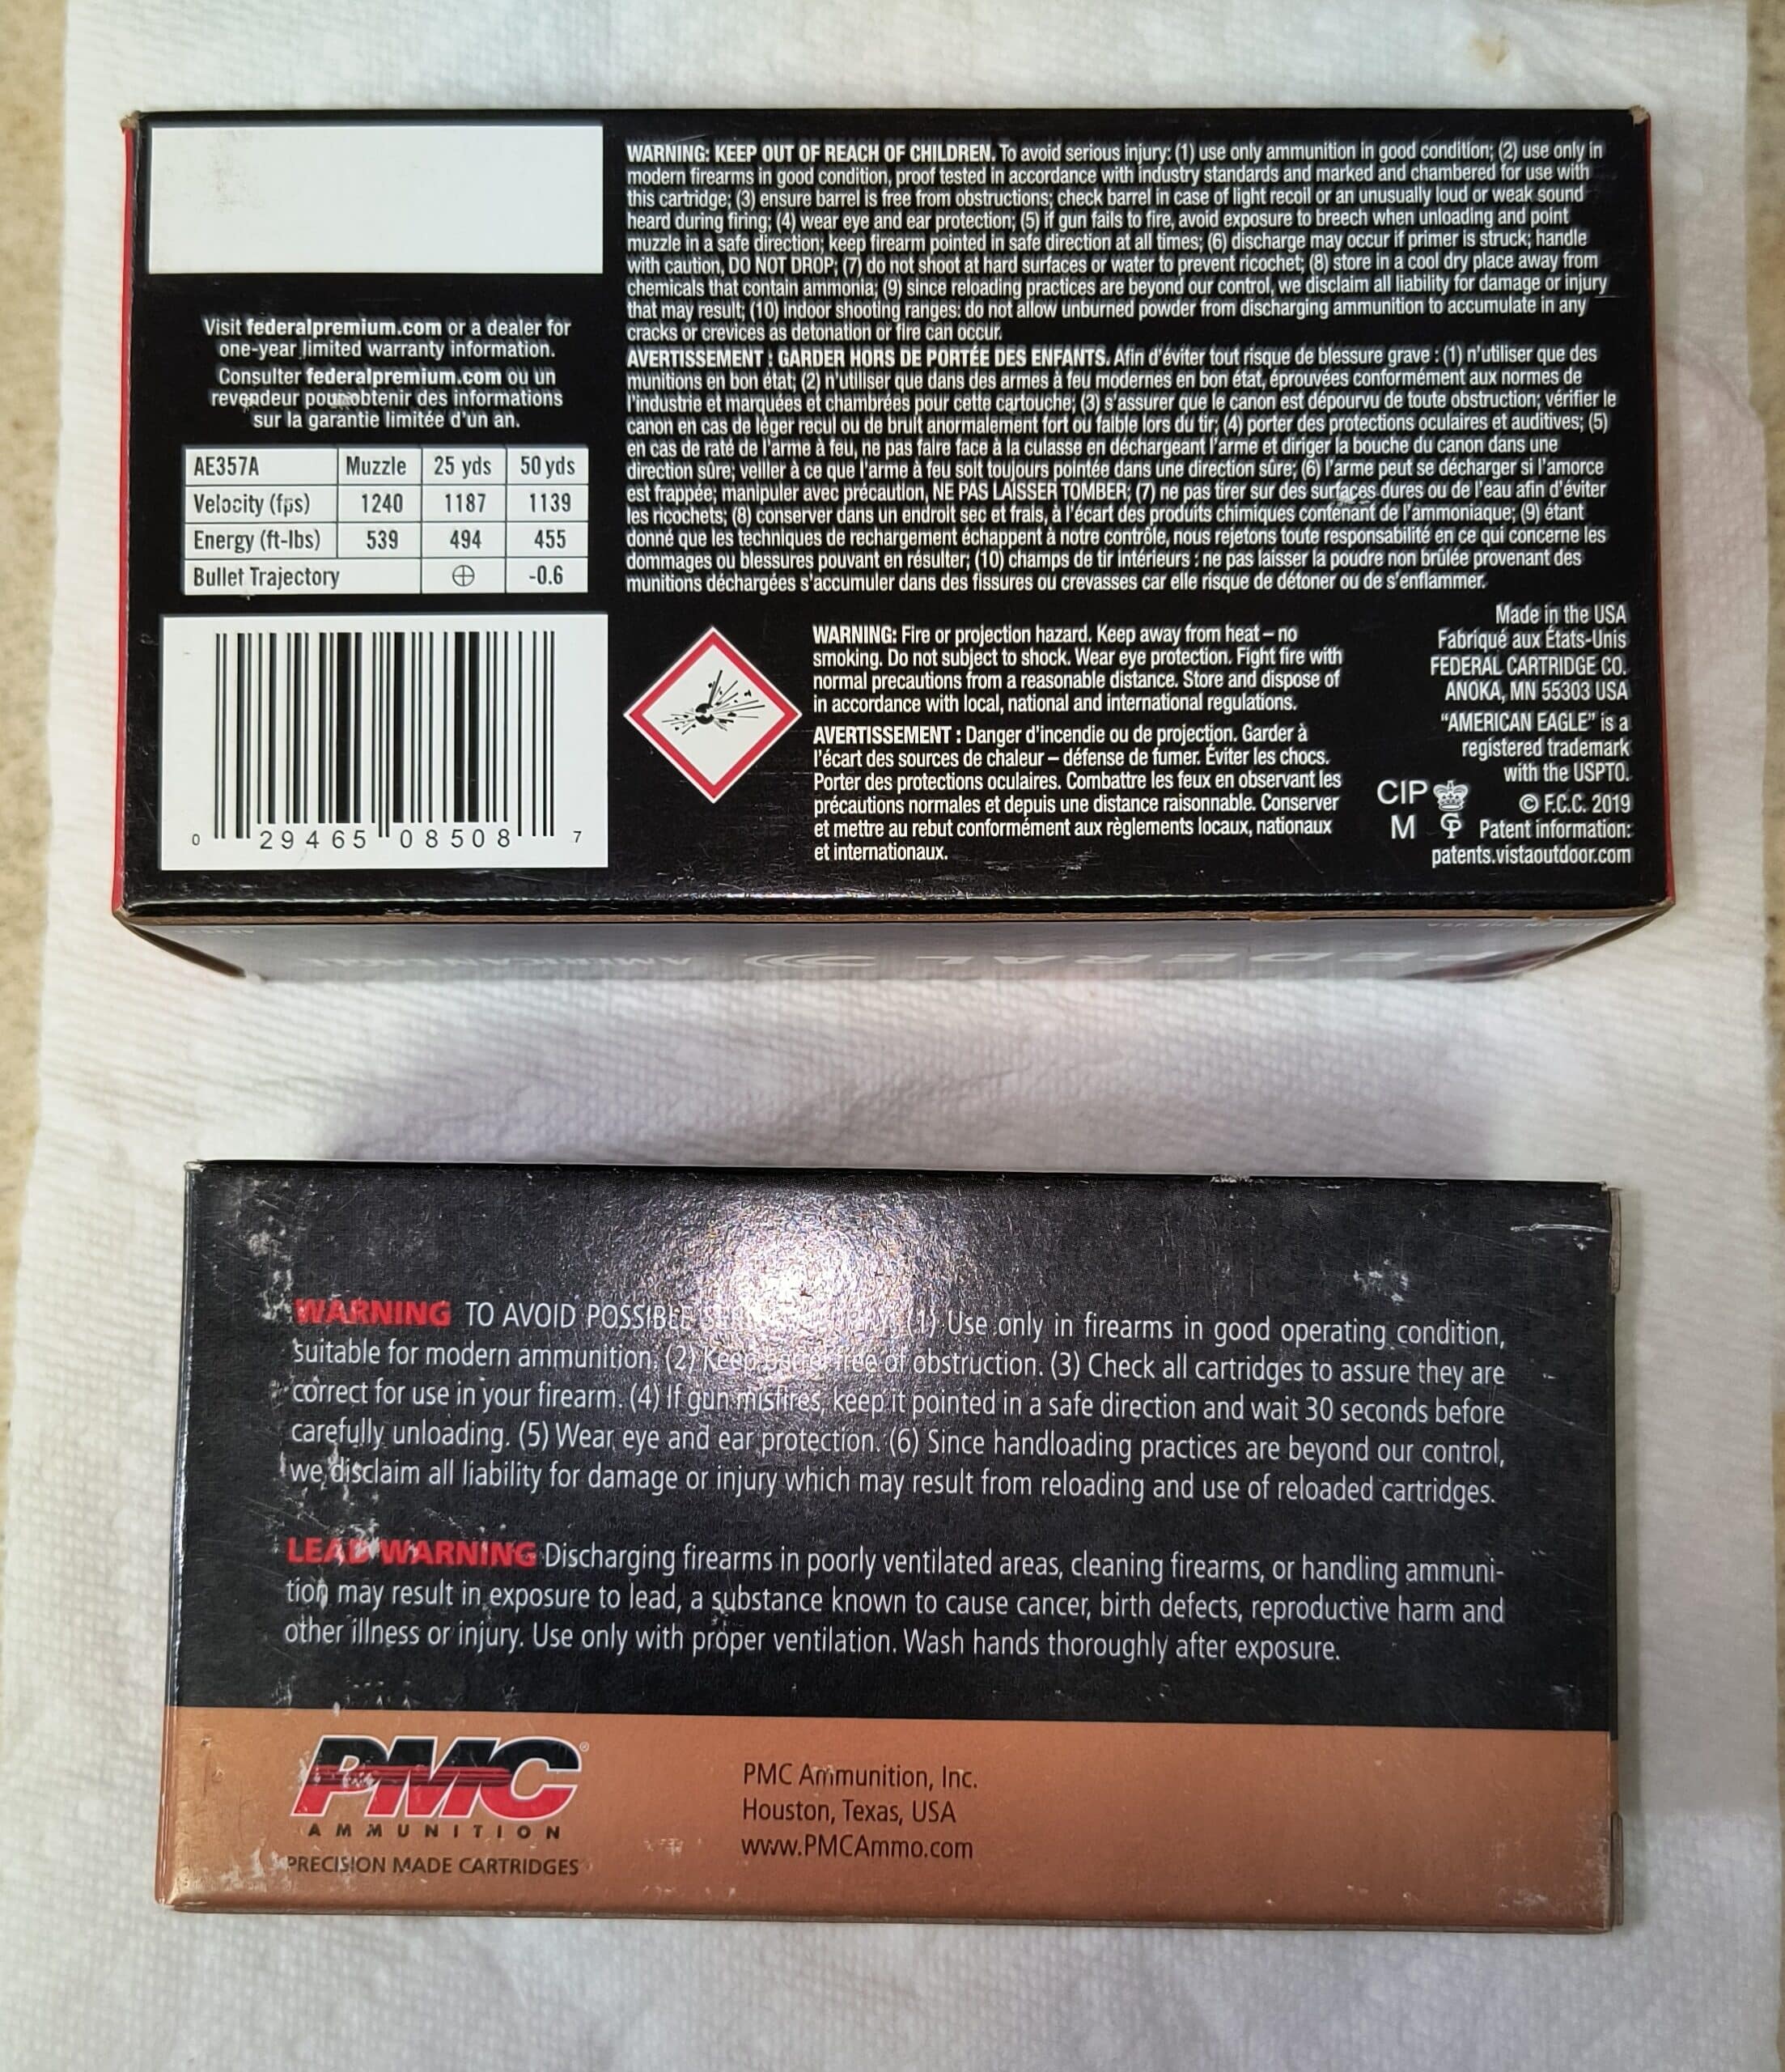 WARNING: KEEP OUT OF REACH OF CHILDREN. To avoid serious injury: (1) use only ammunition in good condition; (2) use only in
modern firearms in good condition, proof tested in accordance with industry standards and marked and chambered for use with
this cartridge; (3) ensure barrel is free from obstructions; check barrel in case of light recoil or an unusually loud or weak sound
heard during firing; (4) wear eye and ear protection; (5) if gun fails to fire, avoid exposure to breech when unloading and point
muzzle in a safe direction; keep firearm pointed in safe direction at all times; (6) discharge may occur if primer is struck; handle
with caution, DO NOT DROP; (7) do not shoot at hard surfaces or water to prevent ricochet; (8) store in a cool dry place away from
chemicals that contain ammonia; (9) since reloading practices are beyond our control, we disclaim all liability for damage or injury
that may result; (10) indoor shooting ranges: do not allow unburned powder from discharging ammunition to accumulate in any
cracks or crevices as detonation or fire can occur.
AVERTISSEMENT : GARDER HORS DE PORTÉE DES ENFANTS. Afin d'éviter tout risque de blessure grave : (1) n'utiliser que des
munitions en bon état; (2) n'utiliser que dans des armes à feu modernes en bon état, éprouvées conformément aux normes de
l'industrie et marquées et chambrées pour cette cartouche; (3) s'assurer que le canon est dépourvu de toute obstruction; vérifier le
canon en cas de léger recul ou de bruit anormalement fort ou faible lors du tir; (4) porter des protections oculaires et auditives; (5)
en cas de raté de l'arme à feu, ne pas faire face à la culasse en déchargeant l'arme et diriger la bouche du canon dans une
direction sûre; veiller à ce que l'arme à feu soit toujours pointée dans une direction sûre; (6) l'arme peut se décharger si l'amorce
est frappée; manipuler avec précaution, NE PAS LAISSER TOMBER; (7) ne pas tirer sur des surfaces dures ou de l'eau afin d'éviter
les ricochets; (8) conserver dans un endroit sec et frais, à l'écart des produits chimiques contenant de l'ammoniaque; (9) étant
donné que les techniques de rechargement échappent à notre contrôle, nous rejetons toute responsabilité en ce qui concerne les
dommages ou blessures pouvant en résulter; (10) champs de tir intérieurs : ne pas laisser la poudre non brûlée provenant des
munitions déchargées s'accumuler dans des fissures ou crevasses car elle risque de détoner ou de s'enflammer.
Visit federalpremium.com or a dealer for
one-year limited warranty information.
Consulter federalpremium.com ou un
revendeur pour obtenir des informations
sur la garantie limitée d'un an.
AE357A Muzzle 25 yds 50 yds
Velocity (fps) 1240 1187 1139
Energy (ft-lbs) 539 494 455
Bullet Trajectory ⊕ -0.6
0 29465 08508 7
WARNING: Fire or projection hazard. Keep away from heat – no
smoking. Do not subject to shock. Wear eye protection. Fight fire with
normal precautions from a reasonable distance. Store and dispose of
in accordance with local, national and international regulations.
AVERTISSEMENT : Danger d'incendie ou de projection. Garder à
l'écart des sources de chaleur – défense de fumer. Éviter les chocs.
Porter des protections oculaires. Combattre les feux en observant les
précautions normales et depuis une distance raisonnable. Conserver
et mettre au rebut conformément aux règlements locaux, nationaux
et internationaux.
Made in the USA
Fabriqué aux États-Unis
FEDERAL CARTRIDGE CO.
ANOKA, MN 55303 USA
"AMERICAN EAGLE" is a
registered trademark
with the USPTO.
CIP
M
© F.C.C. 2019
Patent information:
patents.vistaoutdoor.com
FEDERAL AMERICAN EAGLE
WARNING TO AVOID POSSIBLE (1) Use only in firearms in good operating condition,
suitable for modern ammunition. (2) Keep barrel free of obstruction. (3) Check all cartridges to assure they are
correct for use in your firearm. (4) If gun misfires, keep it pointed in a safe direction and wait 30 seconds before
carefully unloading. (5) Wear eye and ear protection. (6) Since handloading practices are beyond our control,
we disclaim all liability for damage or injury which may result from reloading and use of reloaded cartridges.
LEAD WARNING Discharging firearms in poorly ventilated areas, cleaning firearms, or handling ammuni-
tion may result in exposure to lead, a substance known to cause cancer, birth defects, reproductive harm and
other illness or injury. Use only with proper ventilation. Wash hands thoroughly after exposure.
PMC®
AMMUNITION
PRECISION MADE CARTRIDGES
PMC Ammunition, Inc.
Houston, Texas, USA
www.PMCAmmo.com